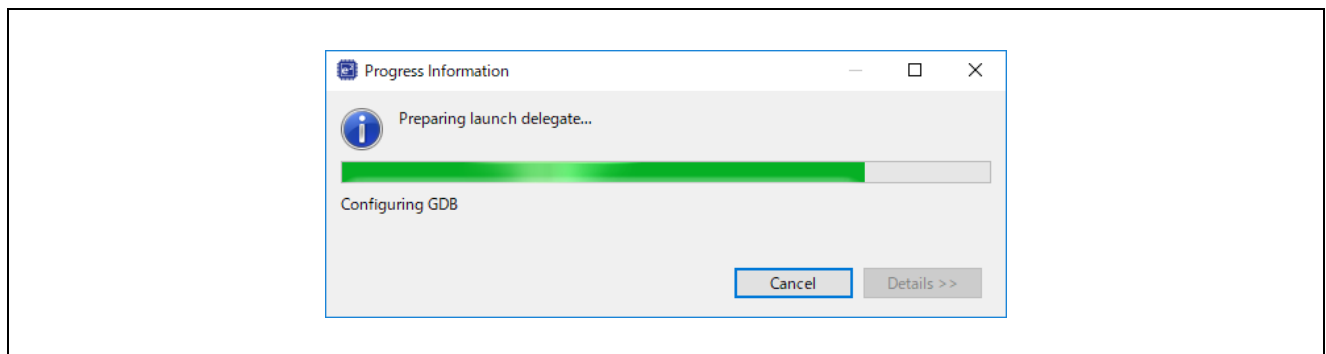 Progress Information
Preparing launch delegate...
Configuring GDB
Cancel
Details >>